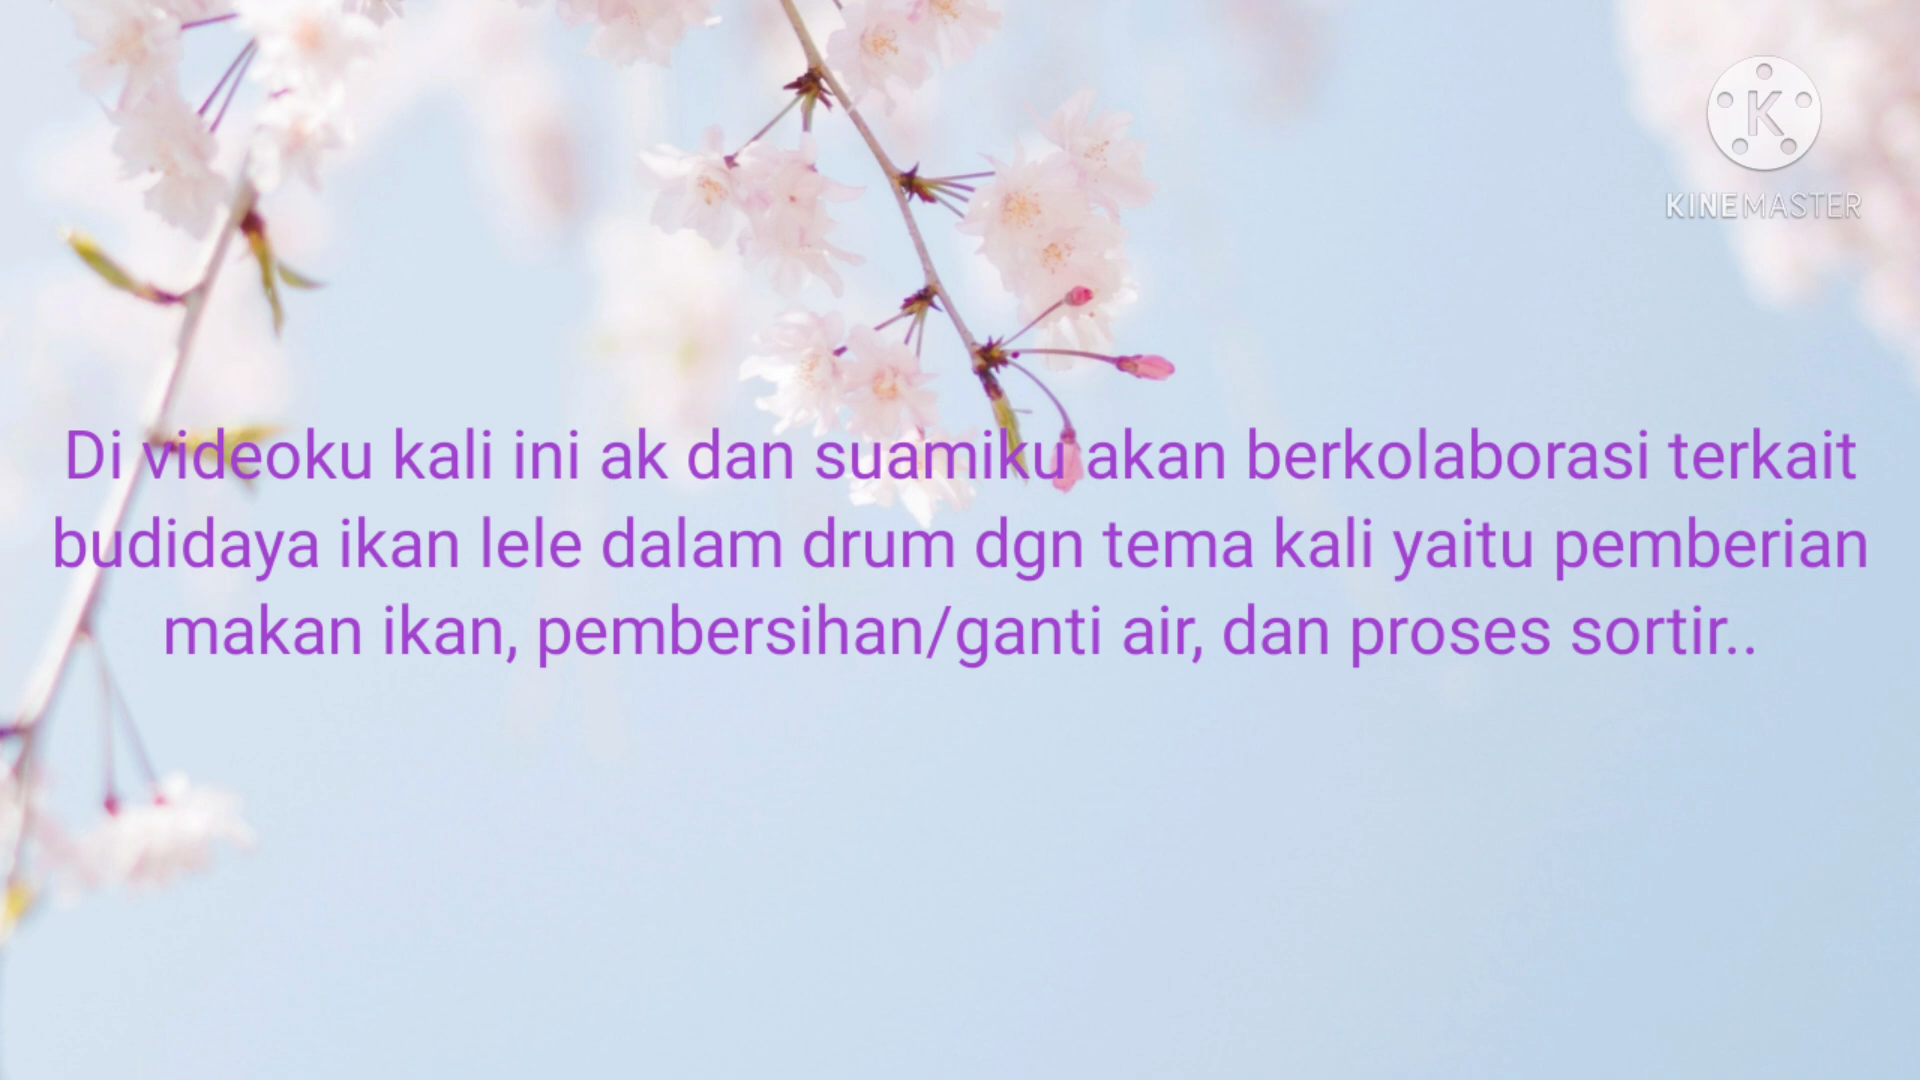 KINEMASTER
Di videoku kali ini ak dan suamiku akan berkolaborasi terkait
budidaya ikan lele dalam drum dgn tema kali yaitu pemberian
makan ikan, pembersihan/ganti air, dan proses sortir..